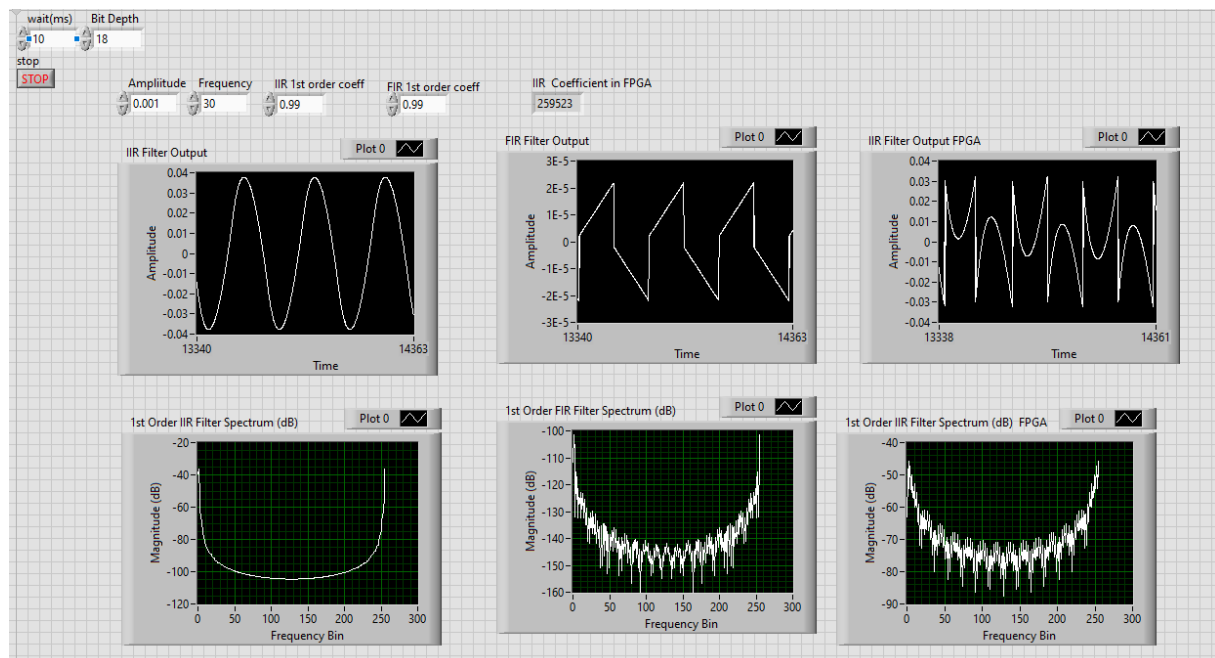 wait(ms) Bit Depth
10 18
stop
STOP
Ampliitude Frequency IIR 1st order coeff FIR 1st order coeff IIR Coefficient in FPGA
0.001 30 0.99 0.99 259523
IIR Filter Output Plot 0
0.04
0.03
0.02
0.01
0
-0.01
-0.02
-0.03
-0.04
Amplitude
13340 14363
Time
FIR Filter Output Plot 0
3E-5
2E-5
1E-5
0
-1E-5
-2E-5
-3E-5
Amplitude
13340 14363
Time
IIR Filter Output FPGA Plot 0
0.04
0.03
0.02
0.01
0
-0.01
-0.02
-0.03
-0.04
Amplitude
13338 14361
Time
1st Order IIR Filter Spectrum (dB) Plot 0
-20
-40
-60
-80
-100
-120
Magnitude (dB)
0 50 100 150 200 250 300
Frequency Bin
1st Order FIR Filter Spectrum (dB) Plot 0
-100
-110
-120
-130
-140
-150
-160
Magnitude (dB)
0 50 100 150 200 250 300
Frequency Bin
1st Order IIR Filter Spectrum (dB) FPGA Plot 0
-40
-50
-60
-70
-80
-90
Magnitude (dB)
0 50 100 150 200 250 300
Frequency Bin